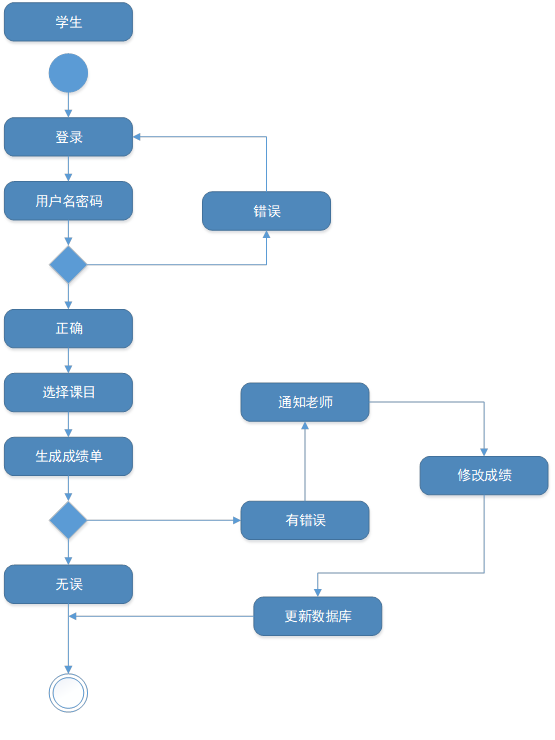 学生
登录
用户名密码
错误
正确
选择课目
通知老师
生成成绩单
修改成绩
有错误
无误
更新数据库